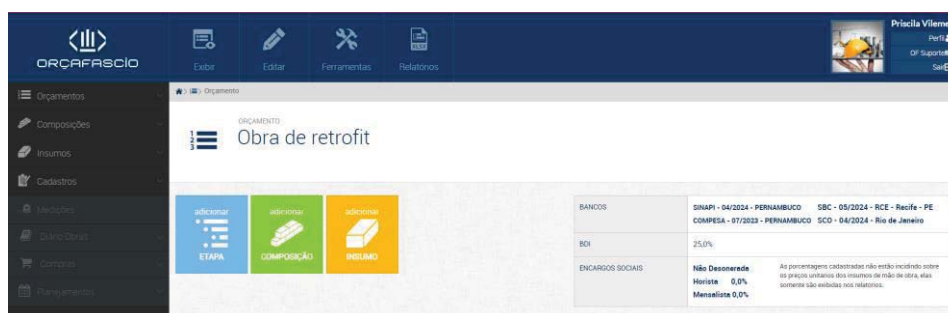 ORÇAFASCIO
Exibir
Editar
Ferramentas
Relatórios
Priscila Vileme
Perfil
OF Suporte
Sair
Orçamentos
Composições
Insumos
Cadastros
Medições
Diário Obras
Compras
Planejamentos
> > Orçamento
ORÇAMENTO
Obra de retrofit
adicionar
ETAPA
adicionar
COMPOSIÇÃO
adicionar
INSUMO
BANCOS
SINAPI - 04/2024 - PERNAMBUCO SBC - 05/2024 - RCE - Recife - PE
COMPESA - 07/2023 - PERNAMBUCO SCO - 04/2024 - Rio de Janeiro
BDI
25,0%
ENCARGOS SOCIAIS
Não Desonerada
Horista 0,0%
Mensalista 0,0%
As porcentagens cadastradas não estão incidindo sobre
os preços unitários dos insumos de mão de obra, elas
somente são exibidas nos relatórios.